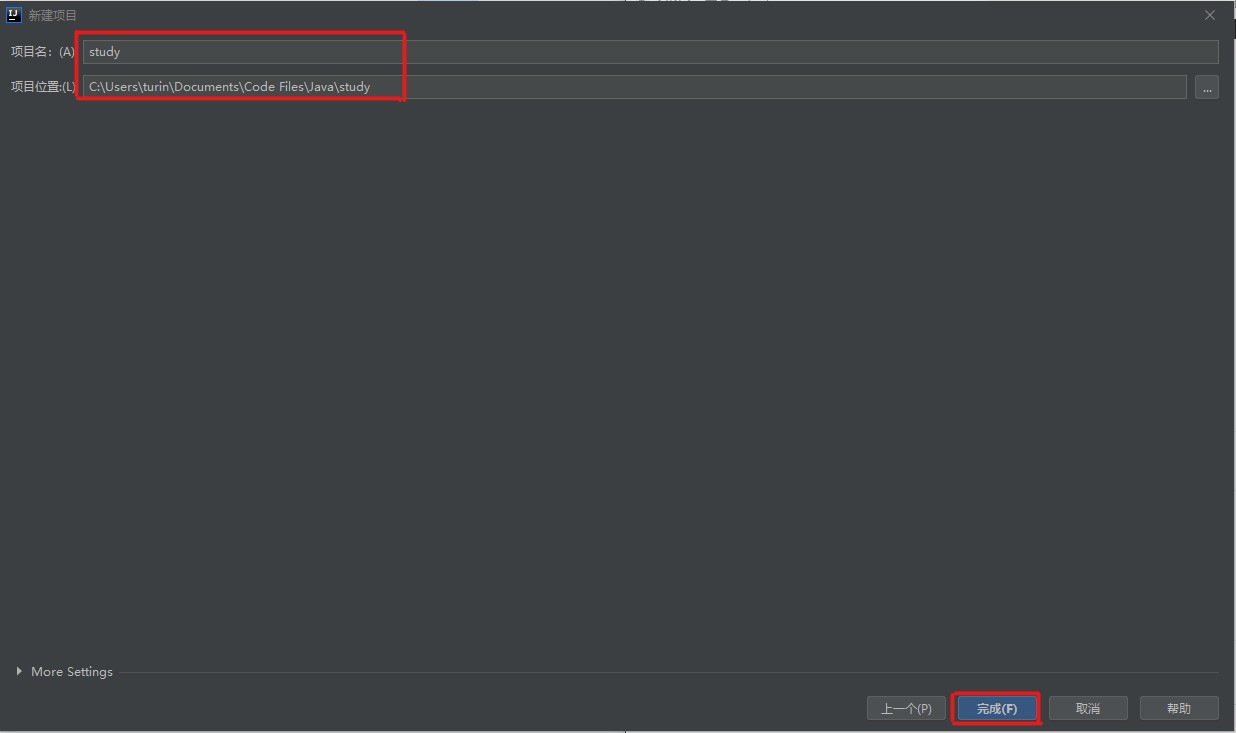 IJ 新建项目
项目名：(A) study
项目位置:(L) C:\Users\turin\Documents\Code Files\Java\study ...
More Settings
上一个(P) 完成(F) 取消 帮助